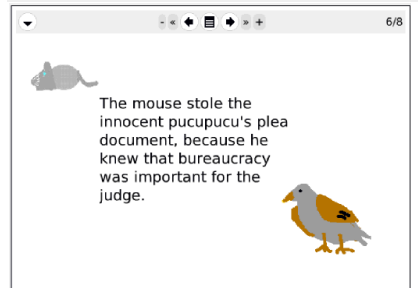 - « » + 6/8
The mouse stole the
innocent pucupucu's plea
document, because he
knew that bureaucracy
was important for the
judge.